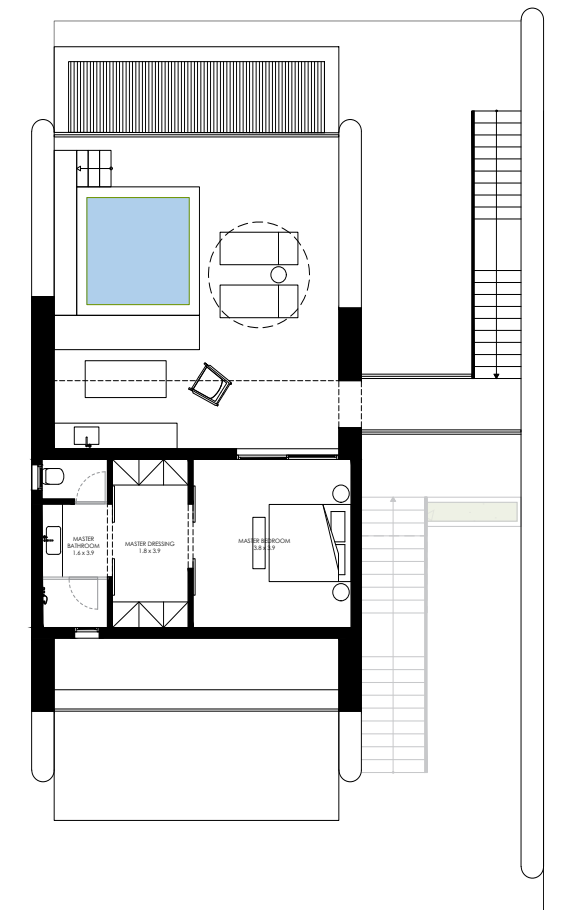 MASTER
BATHROOM
1.6 x 3.9
MASTER DRESSING
1.8 x 3.9
MASTER BEDROOM
3.8 x 3.9